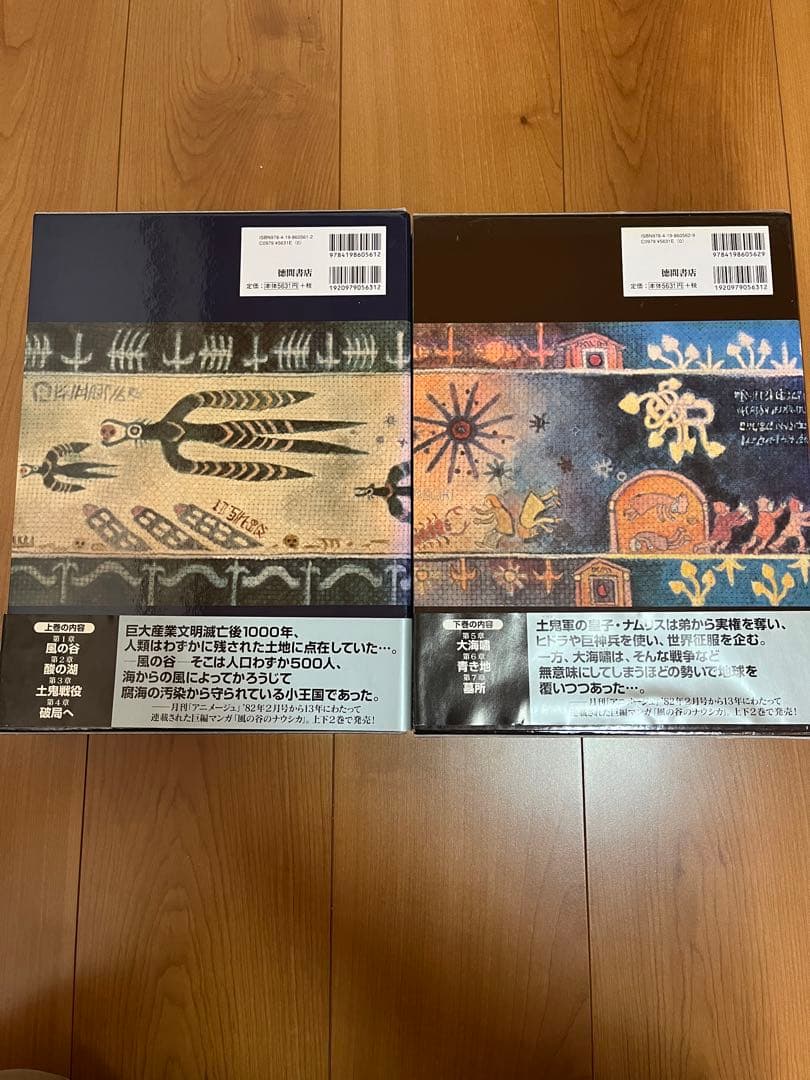 ISBN978-4-19-860561-2
C0979 ¥5631E (0)
9784198605612
徳間書店
定価：本体5631円＋税
1920979056312
上巻の内容
第1章
風の谷
第2章
酸の湖
第3章
土鬼戦役
第4章
破局へ
巨大産業文明滅亡後1000年、
人類はわずかに残された土地に点在していた…。
―風の谷― そこは人口わずか500人、
海からの風によってかろうじて
腐海の汚染から守られている小王国であった。
――月刊「アニメージュ」'82年2月号から13年にわたって
連載された巨編マンガ「風の谷のナウシカ」。上下2巻で発売！
ISBN978-4-19-860562-9
C0979 ¥5631E (0)
9784198605629
徳間書店
定価：本体5631円＋税
1920979056312
下巻の内容
第5章
大海嘯
第6章
青き地
第7章
墓所
土鬼軍の皇子・ナムリスは弟から実権を奪い、
ヒドラや巨神兵を使い、世界征服を企む。
一方、大海嘯は、そんな戦争など
無意味にしてしまうほどの勢いで地球を
覆いつつあった…。
月刊「アニメージュ」'82年2月号から13年にわたって
連載された巨編マンガ「風の谷のナウシカ」。上下2巻で発売！